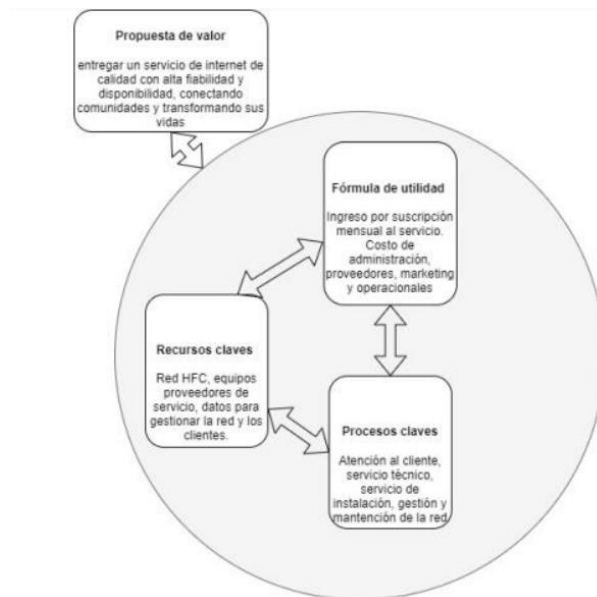 Propuesta de valor
entregar un servicio de internet de
calidad con alta fiabilidad y
disponibilidad, conectando
comunidades y transformando sus
vidas
Fórmula de utilidad
Ingreso por suscripción
mensual al servicio.
Costo de
administración,
proveedores, marketing
y operacionales
Recursos claves
Red HFC, equipos
proveedores de
servicio, datos para
gestionar la red y los
clientes.
Procesos claves
Atención al cliente,
servicio técnico,
servicio de
instalación, gestión y
mantención de la red